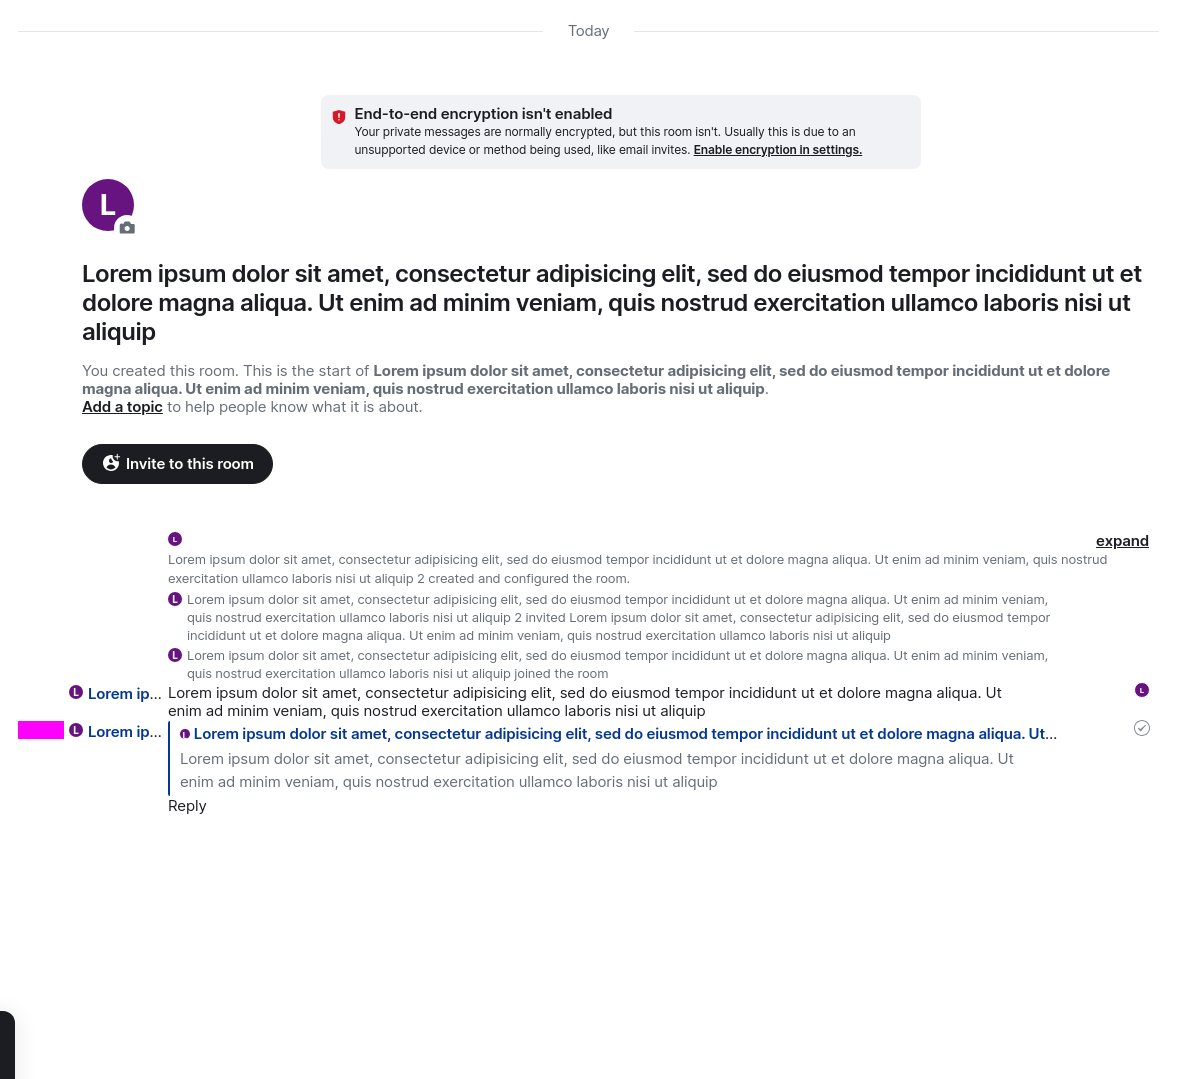 Today
End-to-end encryption isn't enabled
Your private messages are normally encrypted, but this room isn't. Usually this is due to an
unsupported device or method being used, like email invites. Enable encryption in settings.
L
Lorem ipsum dolor sit amet, consectetur adipisicing elit, sed do eiusmod tempor incididunt ut et
dolore magna aliqua. Ut enim ad minim veniam, quis nostrud exercitation ullamco laboris nisi ut
aliquip
You created this room. This is the start of Lorem ipsum dolor sit amet, consectetur adipisicing elit, sed do eiusmod tempor incididunt ut et dolore
magna aliqua. Ut enim ad minim veniam, quis nostrud exercitation ullamco laboris nisi ut aliquip.
Add a topic to help people know what it is about.
Invite to this room
L expand
Lorem ipsum dolor sit amet, consectetur adipisicing elit, sed do eiusmod tempor incididunt ut et dolore magna aliqua. Ut enim ad minim veniam, quis nostrud
exercitation ullamco laboris nisi ut aliquip 2 created and configured the room.
L Lorem ipsum dolor sit amet, consectetur adipisicing elit, sed do eiusmod tempor incididunt ut et dolore magna aliqua. Ut enim ad minim veniam,
quis nostrud exercitation ullamco laboris nisi ut aliquip 2 invited Lorem ipsum dolor sit amet, consectetur adipisicing elit, sed do eiusmod tempor
incididunt ut et dolore magna aliqua. Ut enim ad minim veniam, quis nostrud exercitation ullamco laboris nisi ut aliquip
L Lorem ipsum dolor sit amet, consectetur adipisicing elit, sed do eiusmod tempor incididunt ut et dolore magna aliqua. Ut enim ad minim veniam,
quis nostrud exercitation ullamco laboris nisi ut aliquip joined the room
L Lorem ip… Lorem ipsum dolor sit amet, consectetur adipisicing elit, sed do eiusmod tempor incididunt ut et dolore magna aliqua. Ut L
enim ad minim veniam, quis nostrud exercitation ullamco laboris nisi ut aliquip
L Lorem ip… L Lorem ipsum dolor sit amet, consectetur adipisicing elit, sed do eiusmod tempor incididunt ut et dolore magna aliqua. Ut…
Lorem ipsum dolor sit amet, consectetur adipisicing elit, sed do eiusmod tempor incididunt ut et dolore magna aliqua. Ut
enim ad minim veniam, quis nostrud exercitation ullamco laboris nisi ut aliquip
Reply